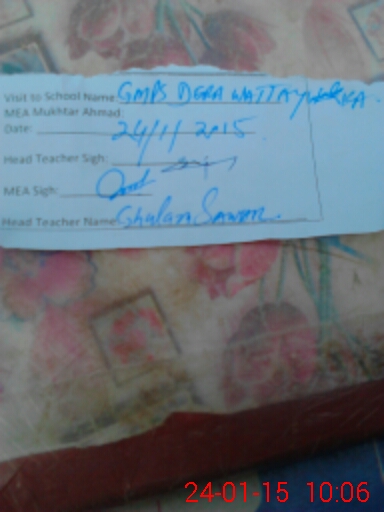 Visit to School Name: GMPS DERA WATTAY
MEA Mukhtar Ahmad
Date: 24/1/2015.
Head Teacher Sigh:
MEA Sigh:
Head Teacher Name: Ghulam Sarwar.
24-01-15 10:06